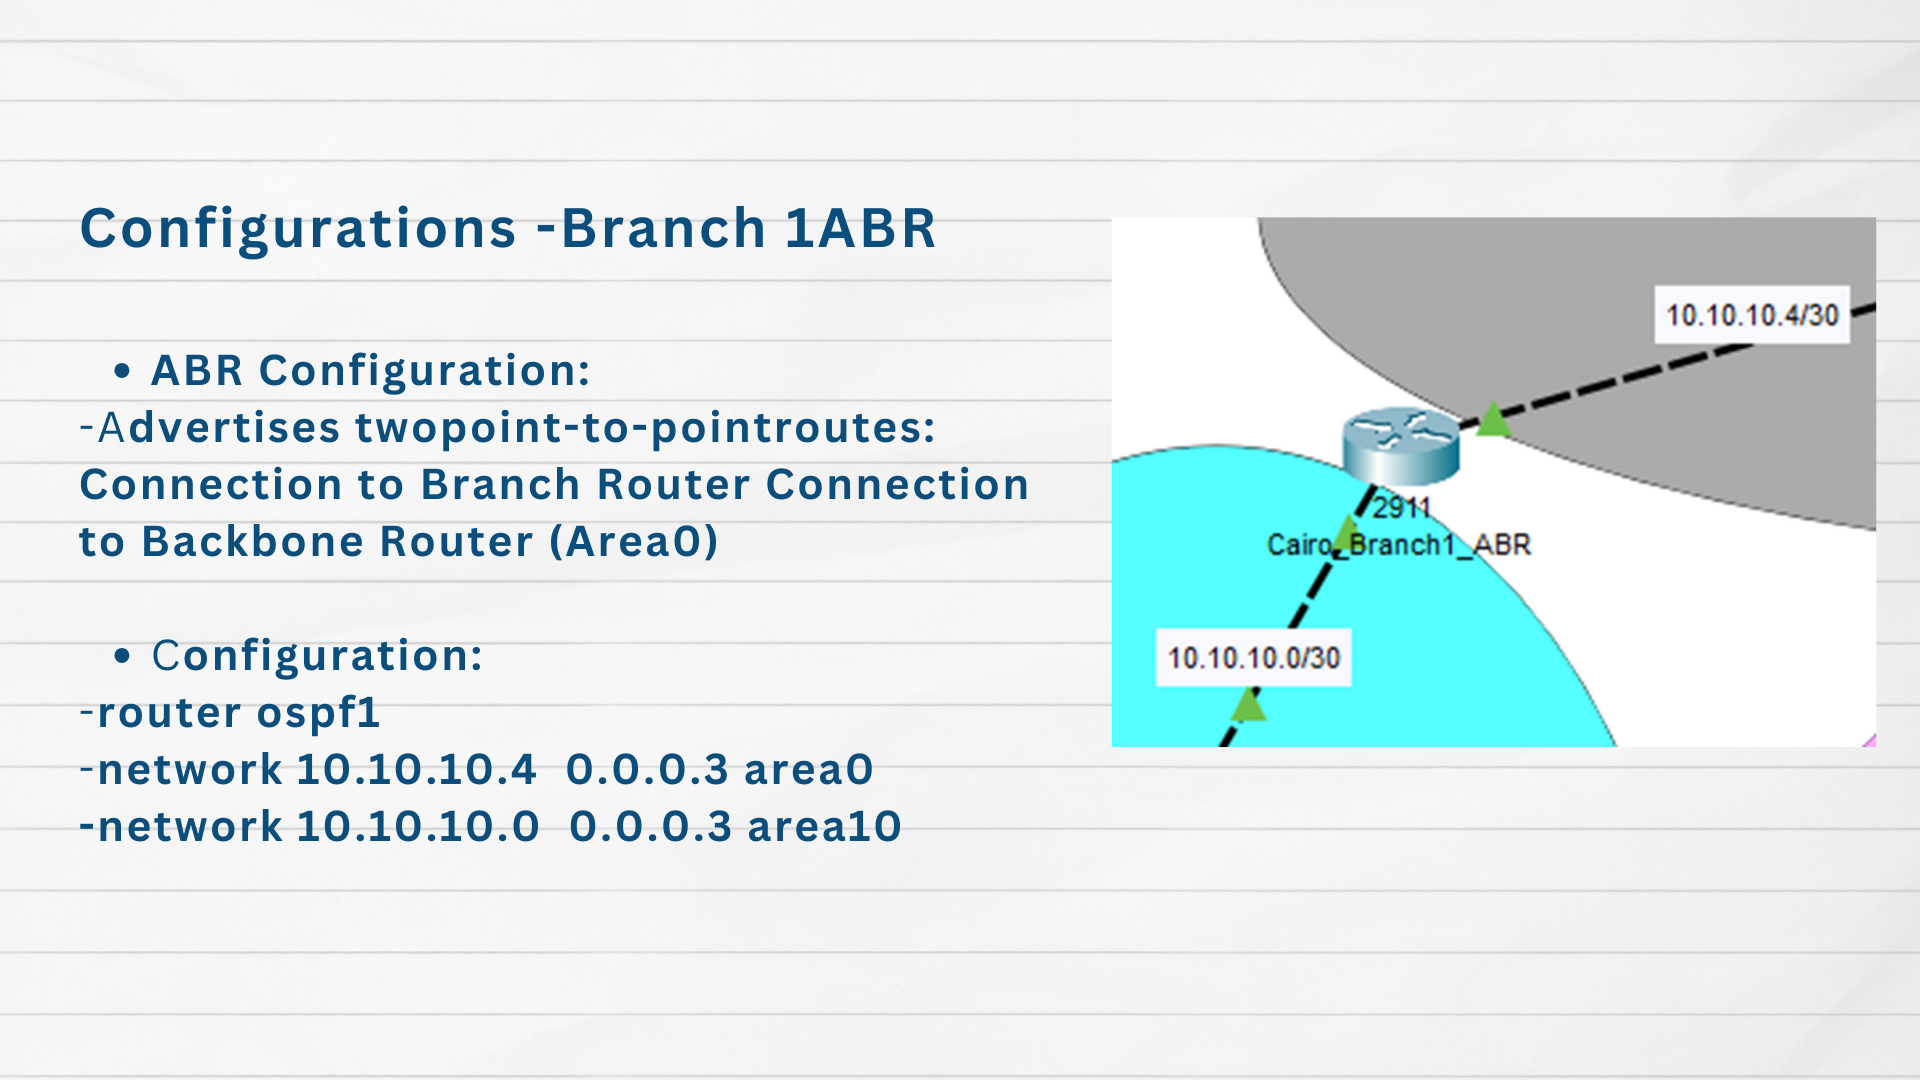 Configurations -Branch 1ABR
• ABR Configuration:
-Advertises twopoint-to-pointroutes:
Connection to Branch Router Connection
to Backbone Router (Area0)
• Configuration:
-router ospf1
-network 10.10.10.4  0.0.0.3 area0
-network 10.10.10.0  0.0.0.3 area10
10.10.10.4/30
2911
Cairo_Branch1_ABR
10.10.10.0/30